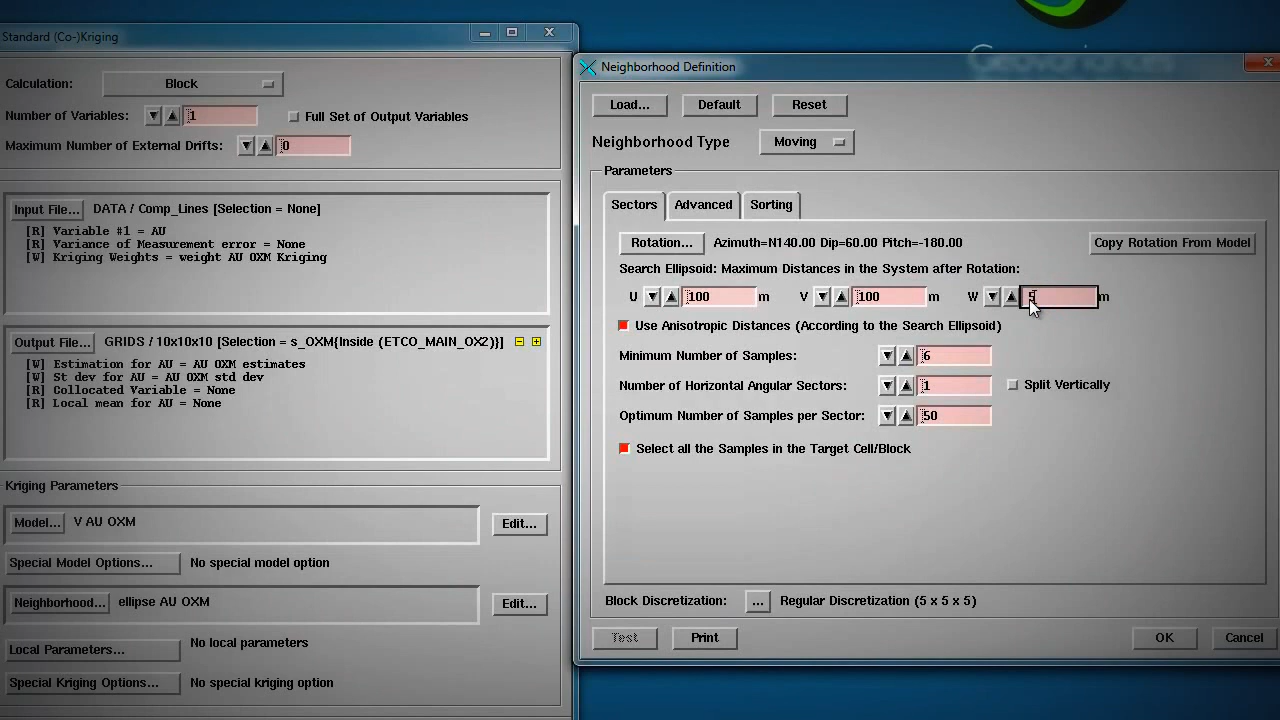 Standard (Co-)Kriging
Calculation: Block
Number of Variables: 1 Full Set of Output Variables
Maximum Number of External Drifts: 0
Input File... DATA / Comp_Lines [Selection = None]
[R] Variable #1 = AU
[R] Variance of Measurement error = None
[W] Kriging Weights = weight AU OXM Kriging
Output File... GRIDS / 10x10x10 [Selection = s_OXM{Inside (ETCO_MAIN_OX2)}]
[W] Estimation for AU = AU OXM estimates
[W] St dev for AU = AU OXM std dev
[R] Collocated Variable = None
[R] Local mean for AU = None
Kriging Parameters
Model... V AU OXM Edit...
Special Model Options... No special model option
Neighborhood... ellipse AU OXM Edit...
Local Parameters... No local parameters
Special Kriging Options... No special kriging option
Geovariances
Neighborhood Definition
Load... Default Reset
Neighborhood Type Moving
Parameters
Sectors Advanced Sorting
Rotation... Azimuth=N140.00 Dip=60.00 Pitch=-180.00 Copy Rotation From Model
Search Ellipsoid: Maximum Distances in the System after Rotation:
U 100 m V 100 m W 5 m
Use Anisotropic Distances (According to the Search Ellipsoid)
Minimum Number of Samples: 6
Number of Horizontal Angular Sectors: 1 Split Vertically
Optimum Number of Samples per Sector: 50
Select all the Samples in the Target Cell/Block
Block Discretization: ... Regular Discretization (5 x 5 x 5)
Test Print OK Cancel